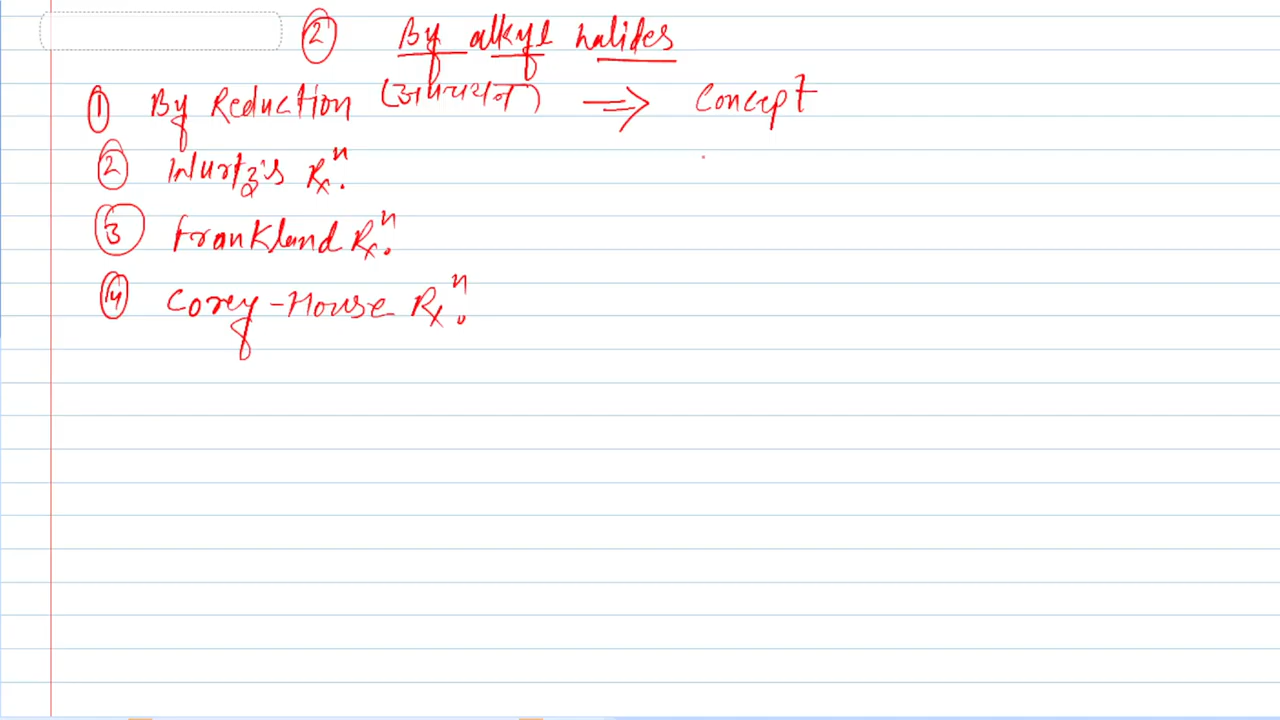 ② By alkyl halides
① By Reduction (अपचयन) ⇒ Concept
② Wurtz's Rxⁿ.
③ Frankland Rxⁿ.
④ Corey-House Rxⁿ.